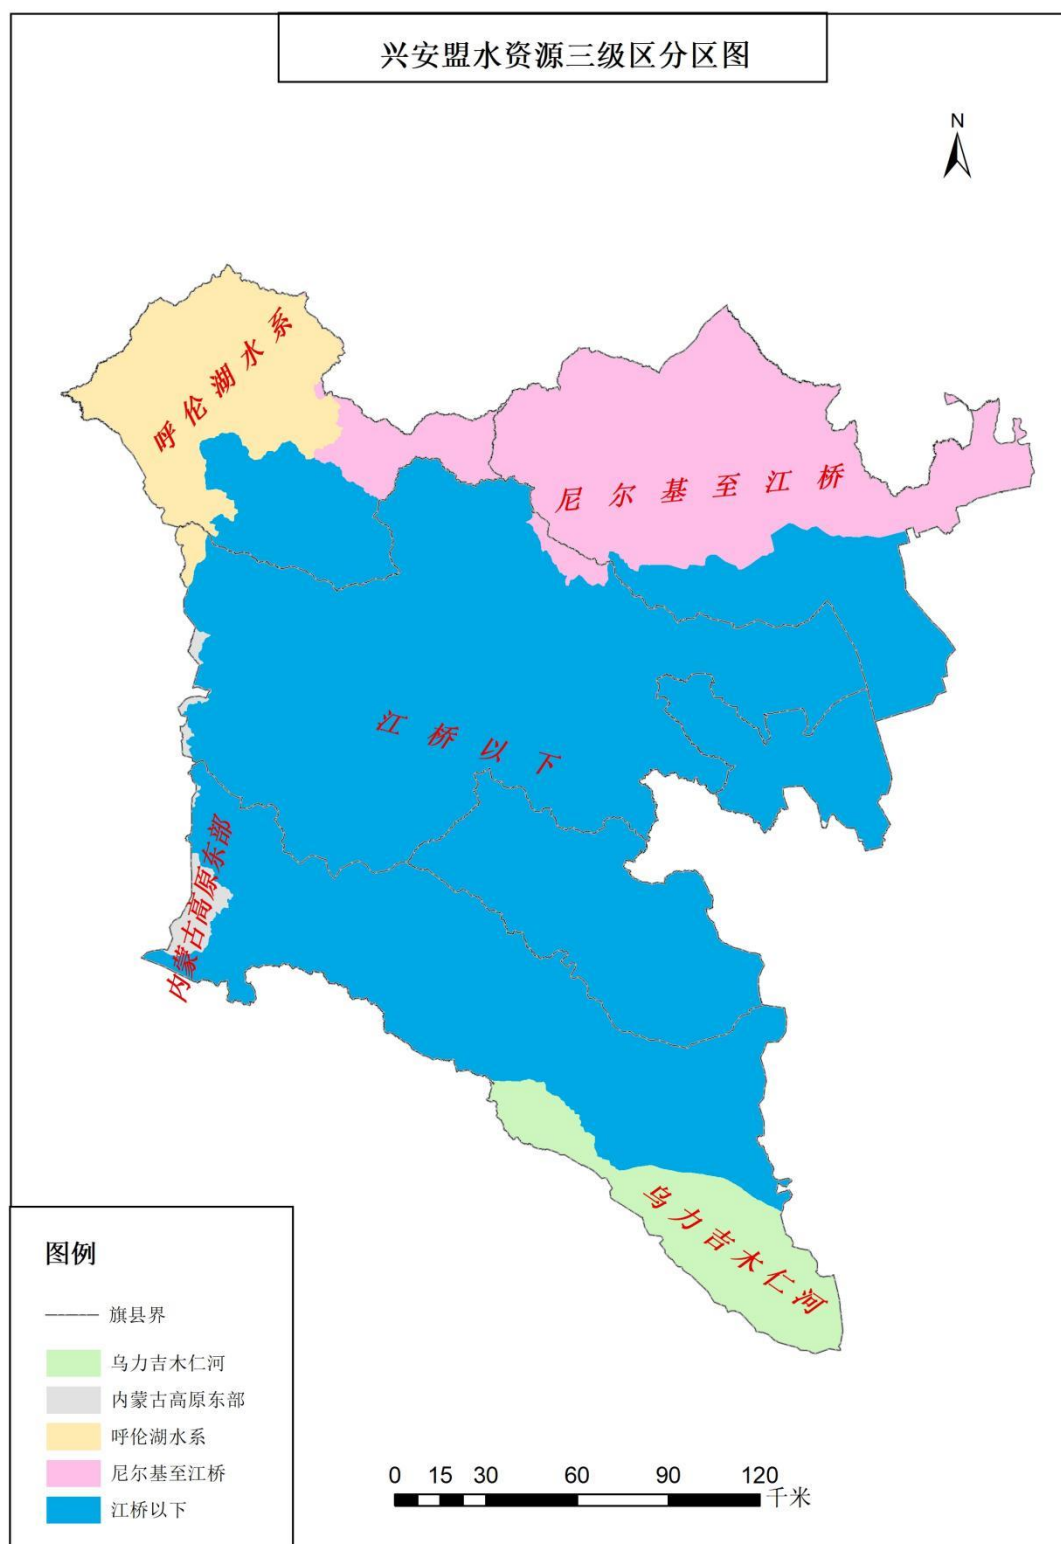 兴安盟水资源三级区分区图
N
呼伦湖水系
尼尔基至江桥
江桥以下
内蒙古高原东部
乌力吉木仁河
图例
旗县界
乌力吉木仁河
内蒙古高原东部
呼伦湖水系
尼尔基至江桥
江桥以下
0 15 30 60 90 120
千米